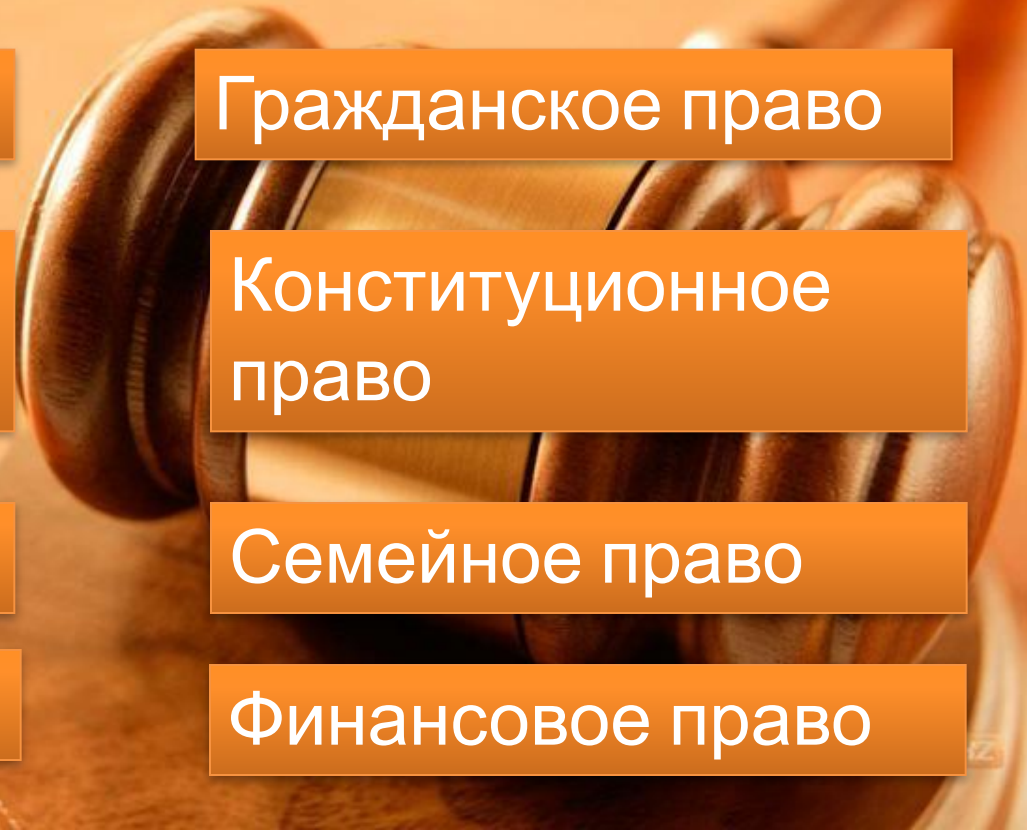 Гражданское право
Конституционное
право
Семейное право
Финансовое право